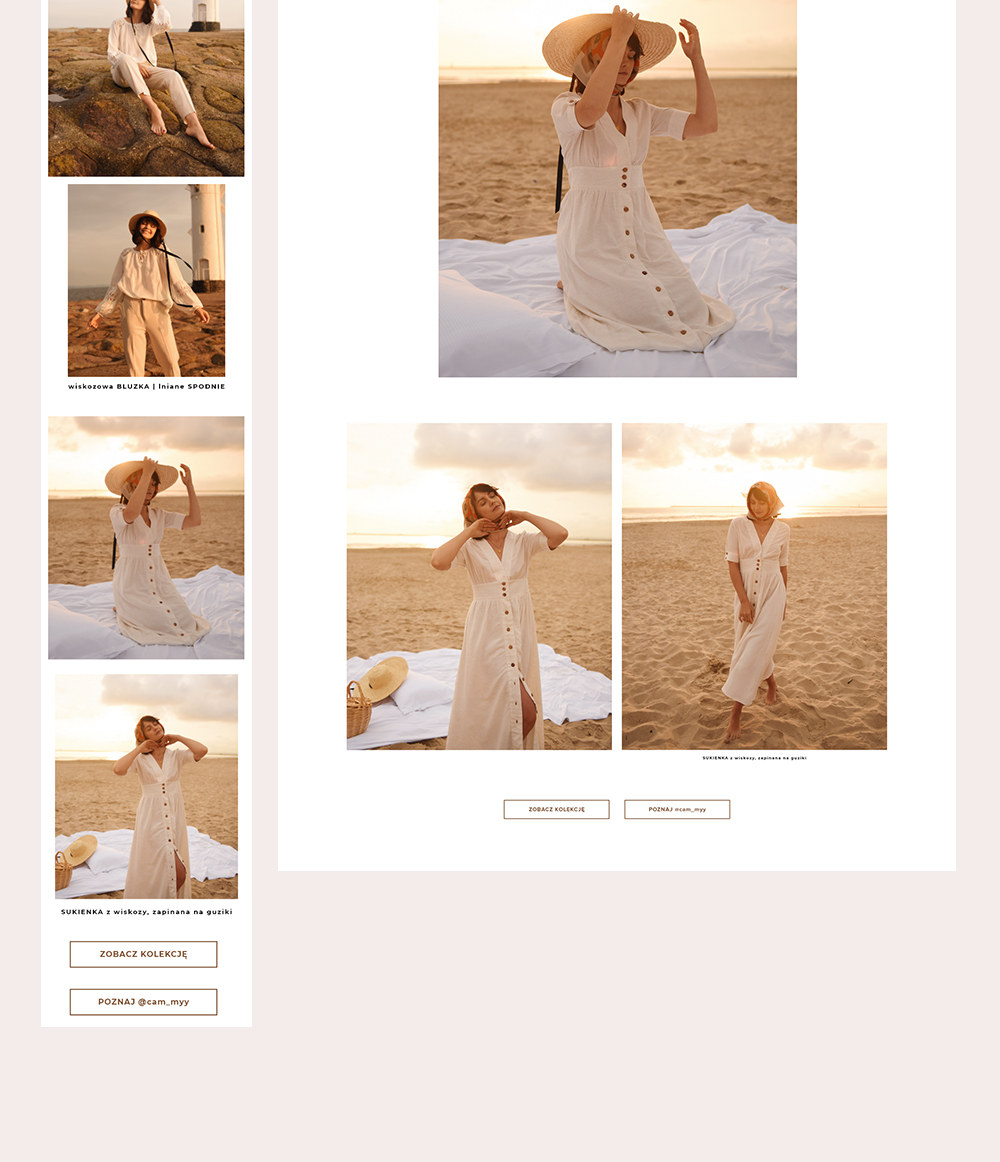 wiskozowa BLUZKA | lniane SPODNIE
SUKIENKA z wiskozy, zapinana na guziki
ZOBACZ KOLEKCJĘ
POZNAJ @cam_myy
SUKIENKA z wiskozy, zapinana na guziki
ZOBACZ KOLEKCJĘ
POZNAJ @cam_myy